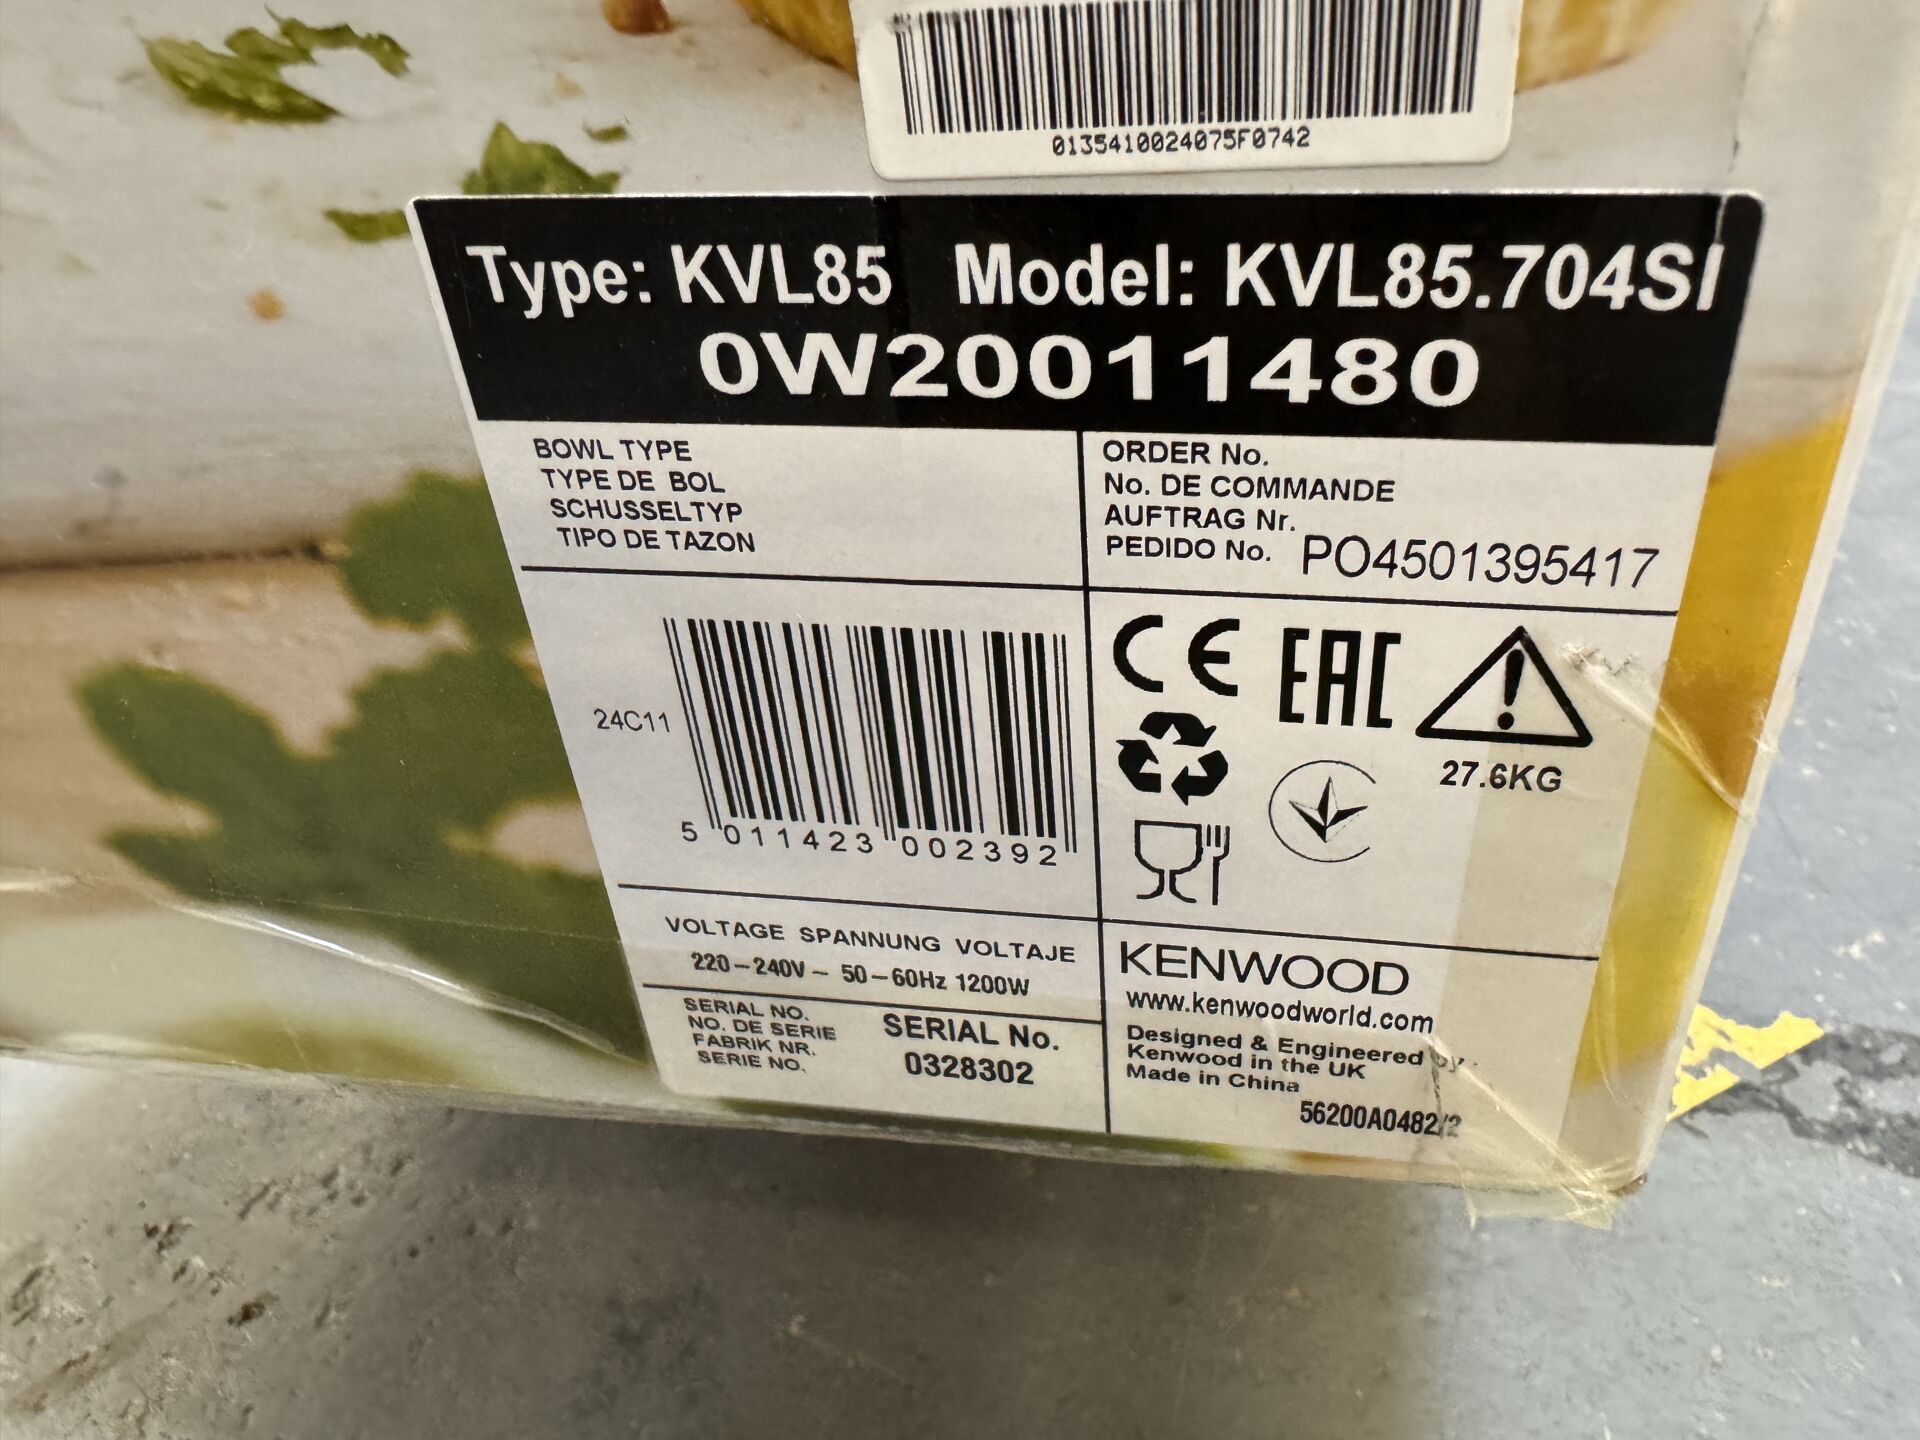 0135410024075F0742
Type: KVL85 Model: KVL85.704SI
0W20011480
BOWL TYPE
TYPE DE BOL
SCHUSSELTYP
TIPO DE TAZON
ORDER No.
No. DE COMMANDE
AUFTRAG Nr.
PEDIDO No. PO4501395417
24C11
5 011423 002392
CE EAC
27.6KG
VOLTAGE SPANNUNG VOLTAJE
220-240V~ 50-60Hz 1200W
SERIAL NO.
NO. DE SERIE
FABRIK NR.
SERIE NO.
SERIAL No.
0328302
KENWOOD
www.kenwoodworld.com
Designed & Engineered by
Kenwood in the UK
Made in China
56200A0482/2